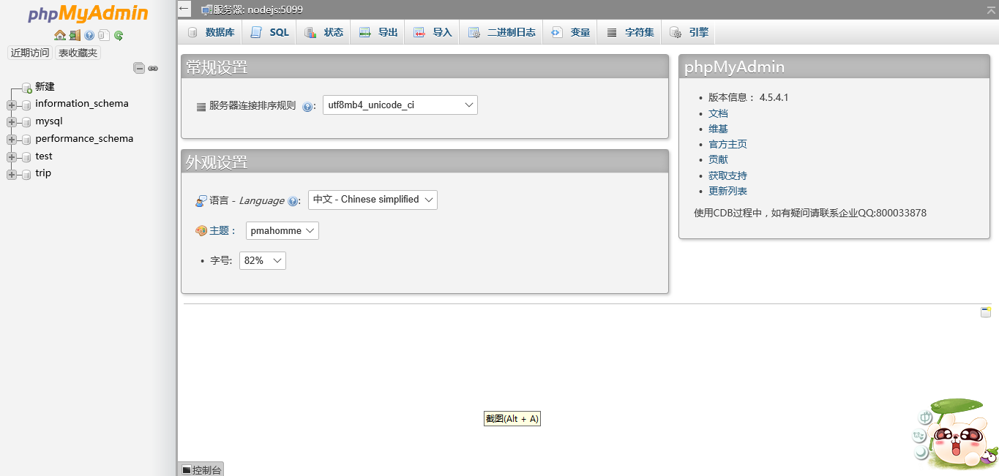 phpMyAdmin
近期访问 表收藏夹
新建
information_schema
mysql
performance_schema
test
trip
服务器: nodejs:5099
数据库 SQL 状态 导出 导入 二进制日志 变量 字符集 引擎
常规设置
服务器连接排序规则 : utf8mb4_unicode_ci
外观设置
语言 - Language : 中文 - Chinese simplified
主题： pmahomme
• 字号: 82%
phpMyAdmin
• 版本信息： 4.5.4.1
• 文档
• 维基
• 官方主页
• 贡献
• 获取支持
• 更新列表
使用CDB过程中，如有疑问请联系企业QQ:800033878
截图(Alt + A)
中
控制台